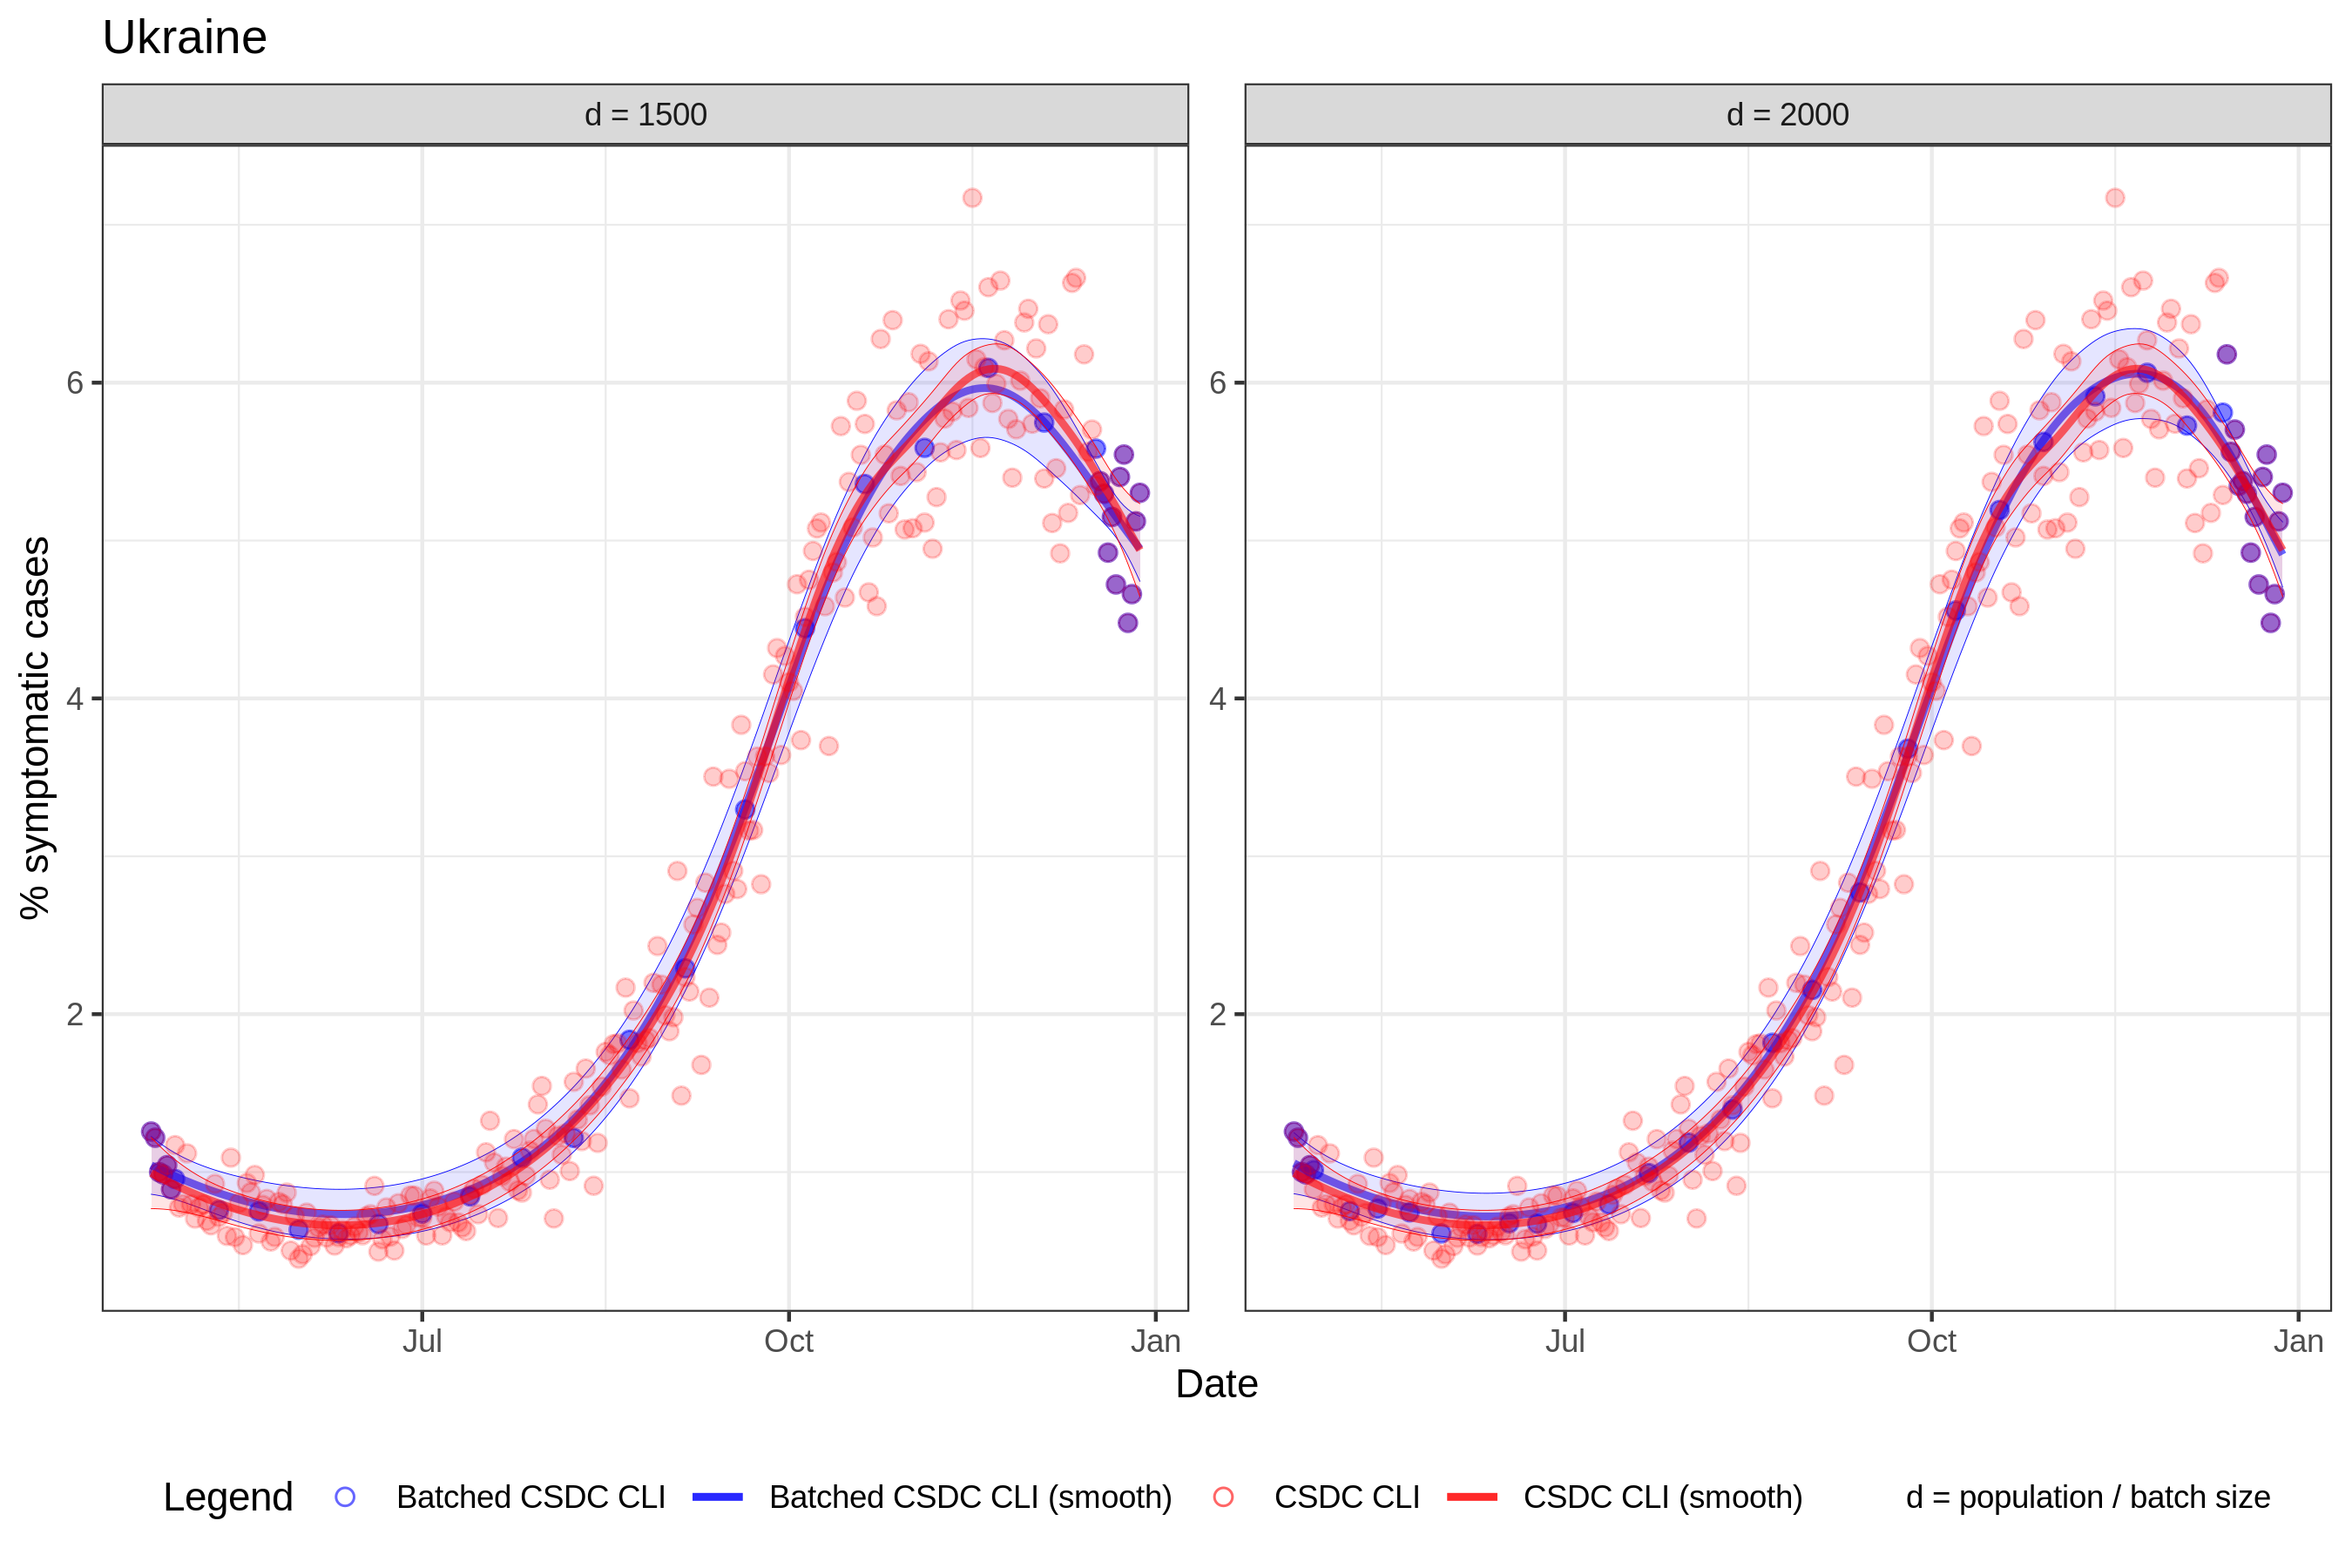 Ukraine
d = 1500
d = 2000
% symptomatic cases
6
4
2
6
4
2
Jul
Oct
Jan
Jul
Oct
Jan
Date
Legend
Batched CSDC CLI
Batched CSDC CLI (smooth)
CSDC CLI
CSDC CLI (smooth)
d = population / batch size